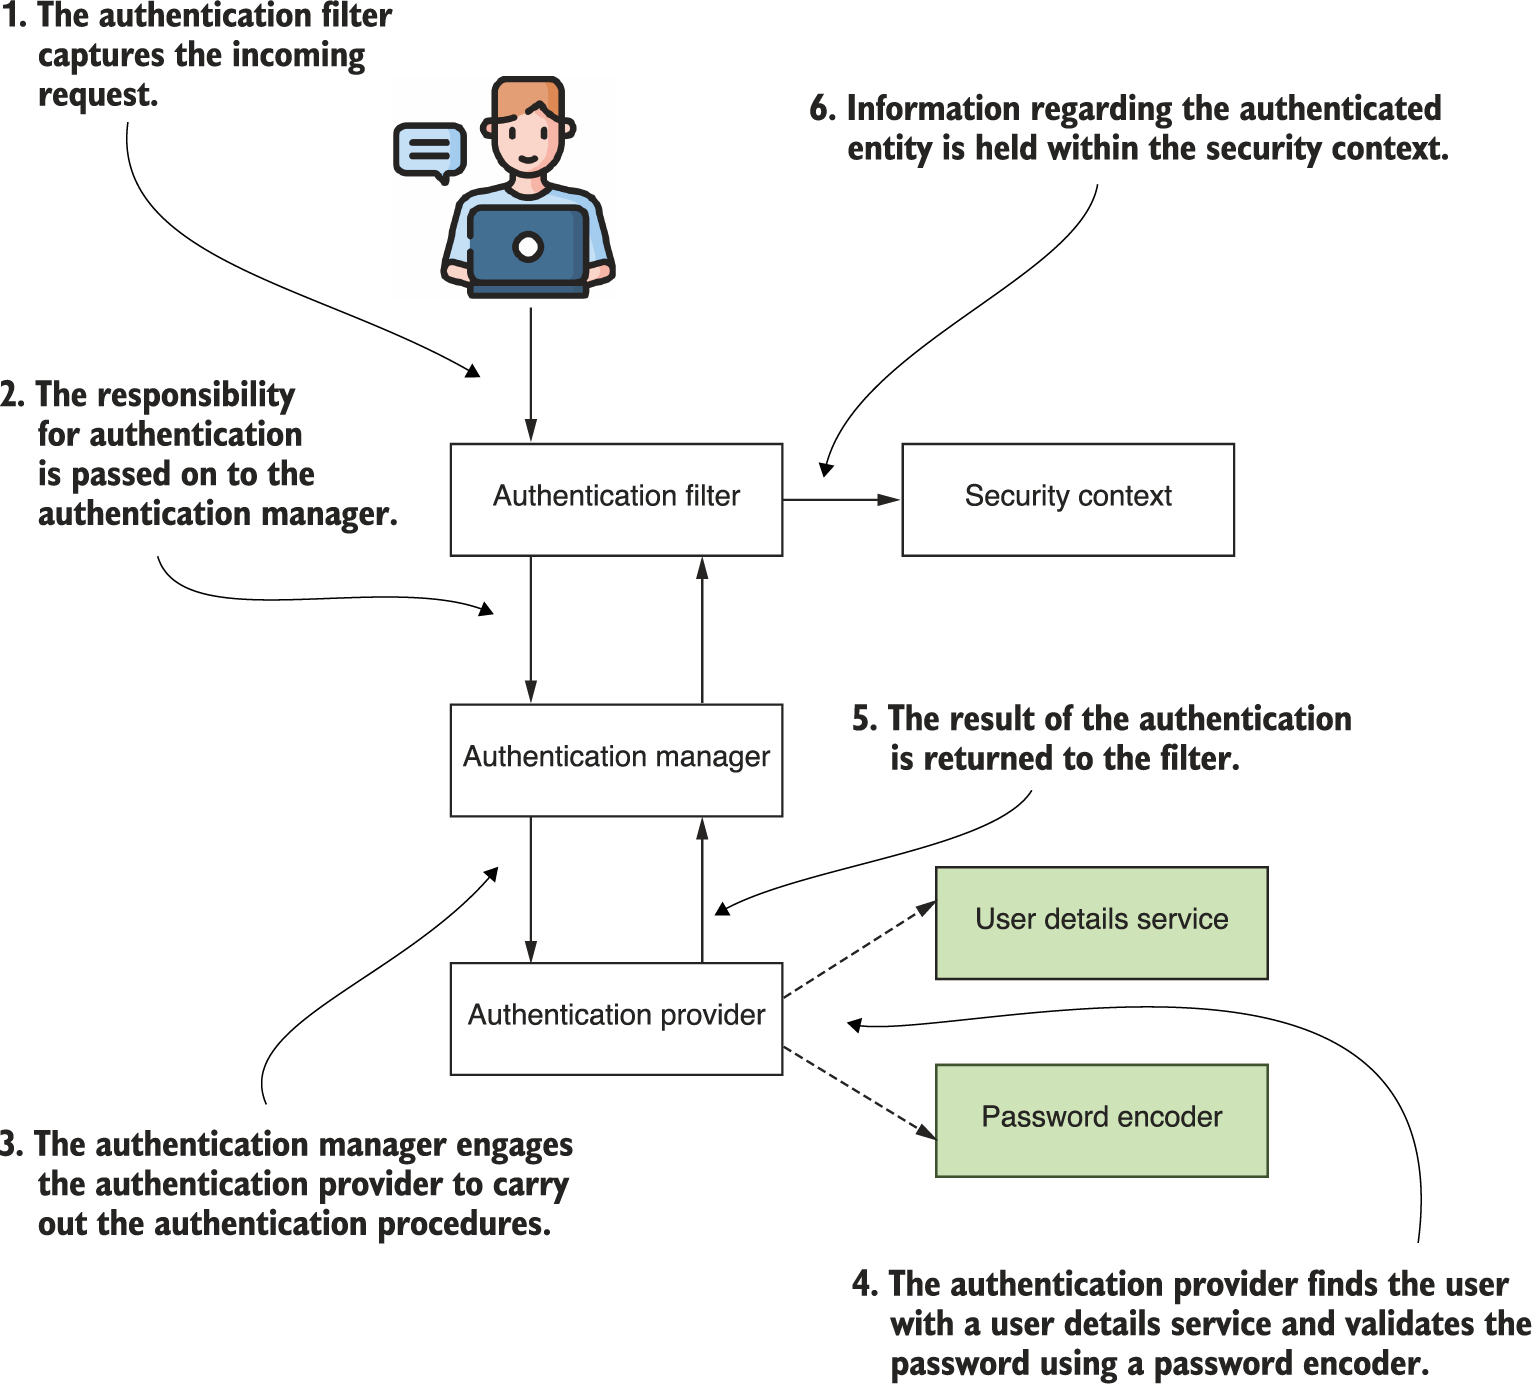 1. The authentication filter
captures the incoming
request.
6. Information regarding the authenticated
entity is held within the security context.
2. The responsibility
for authentication
is passed on to the
authentication manager.
Authentication filter
Security context
Authentication manager
5. The result of the authentication
is returned to the filter.
User details service
Authentication provider
Password encoder
3. The authentication manager engages
the authentication provider to carry
out the authentication procedures.
4. The authentication provider finds the user
with a user details service and validates the
password using a password encoder.